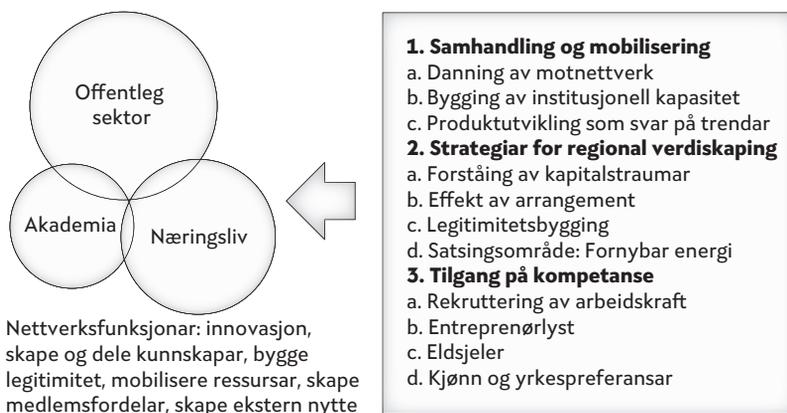 Offentleg
sektor
Akademia
Næringsliv
Nettverksfunksjonar: innovasjon,
skape og dele kunnskapar, bygge
legitimitet, mobilisere ressursar, skape
medlemsfordelar, skape ekstern nytte
1. Samhandling og mobilisering
a. Danning av motnettverk
b. Bygging av institusjonell kapasitet
c. Produktutvikling som svar på trendar
2. Strategiar for regional verdiskaping
a. Forståing av kapitalstraumar
b. Effekt av arrangement
c. Legitimitetsbygging
d. Satsingsområde: Fornybar energi
3. Tilgang på kompetanse
a. Rekruttering av arbeidskraft
b. Entreprenørlyst
c. Eldsjeler
d. Kjønn og yrkespreferansar